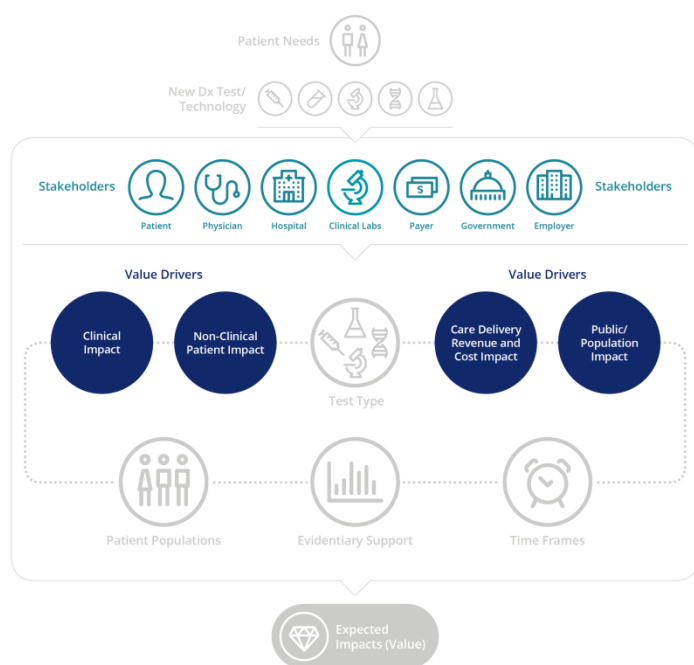 Patient Needs
New Dx Test/
Technology
Stakeholders
Stakeholders
Patient
Physician
Hospital
Clinical Labs
$
Payer
Government
Employer
Value Drivers
Value Drivers
Clinical
Impact
Non-Clinical
Patient Impact
Test Type
Care Delivery
Revenue and
Cost Impact
Public/
Population
Impact
Patient Populations
Evidentiary Support
Time Frames
Expected
Impacts (Value)